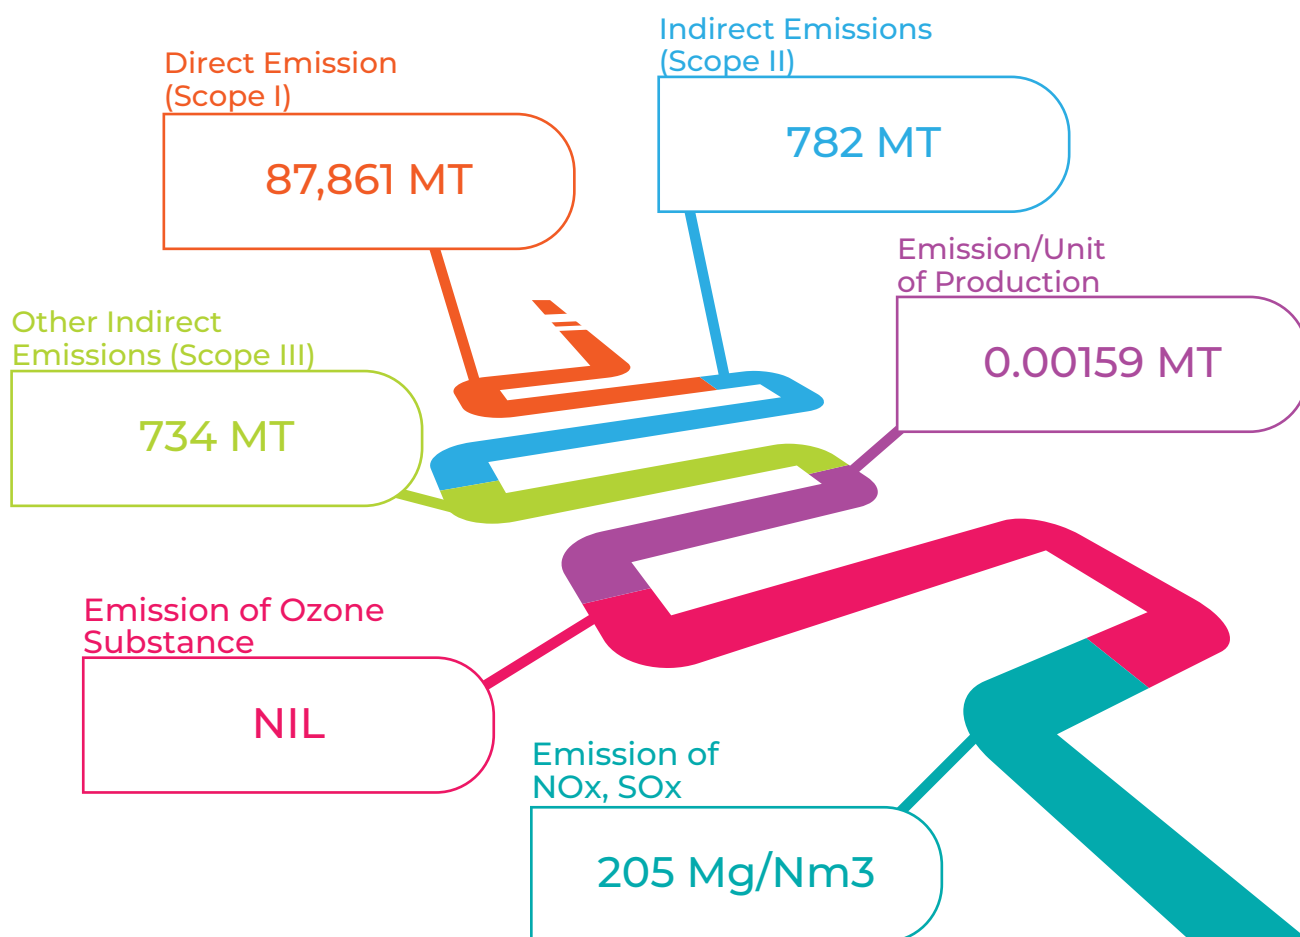 Direct Emission
(Scope I)
87,861 MT
Indirect Emissions
(Scope II)
782 MT
Other Indirect
Emissions (Scope III)
734 MT
Emission/Unit
of Production
0.00159 MT
Emission of Ozone
Substance
NIL
Emission of
NOx, SOx
205 Mg/Nm3